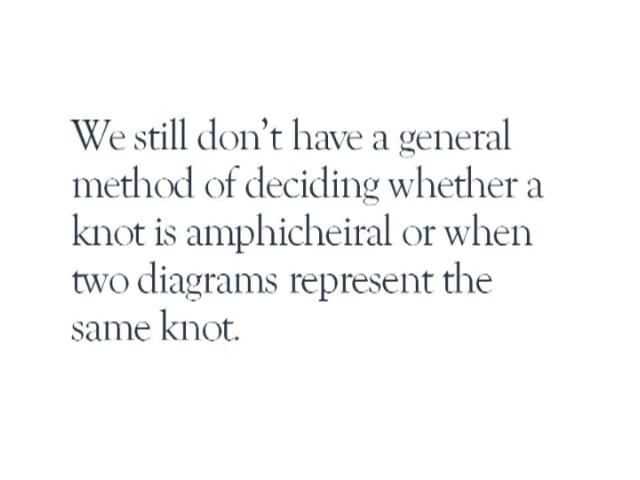 We still don’t have a general
method of deciding whether a
knot is amphicheiral or when
two diagrams represent the
same knot.